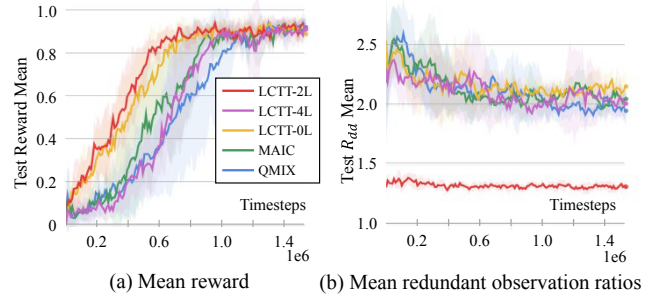 1.0
0.8
0.6
0.4
0.2
0
Test Reward Mean
LCTT-2L
LCTT-4L
LCTT-0L
MAIC
QMIX
Timesteps
0.2 0.6 1.0 1.4
1e6
(a) Mean reward
2.5
2.0
1.5
1.0
Test Rdd Mean
Timesteps
0.2 0.6 1.0 1.4
1e6
(b) Mean redundant observation ratios